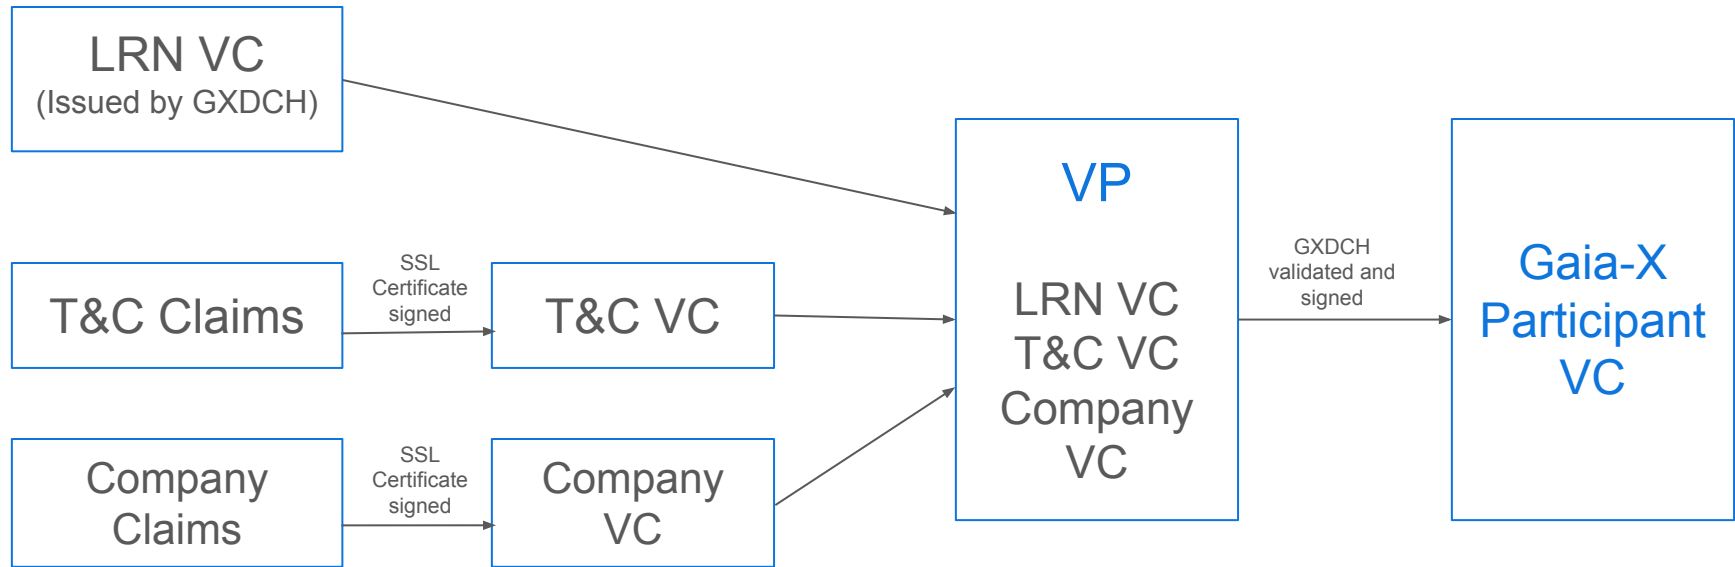 LRN VC
(Issued by GXDCH)
T&C Claims
SSL
Certificate
signed
T&C VC
Company
Claims
SSL
Certificate
signed
Company
VC
VP
LRN VC
T&C VC
Company
VC
GXDCH
validated and
signed
Gaia-X
Participant
VC